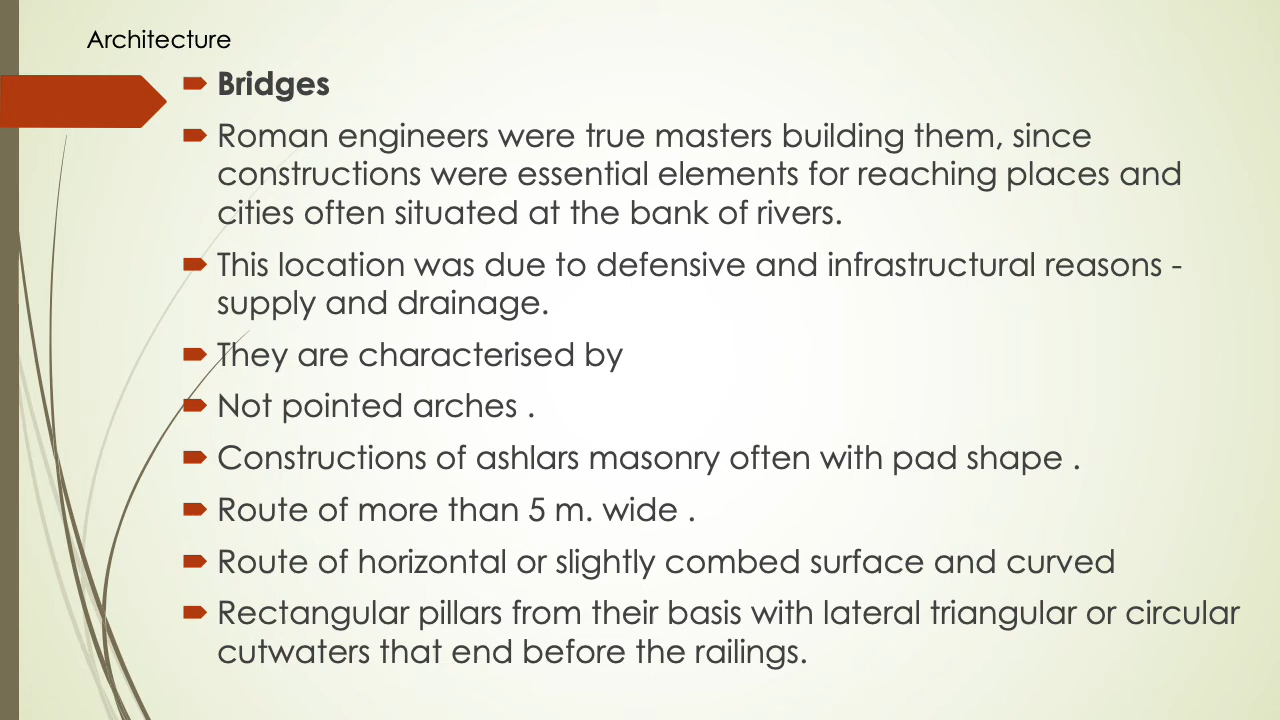 Architecture
Bridges
Roman engineers were true masters building them, since
constructions were essential elements for reaching places and
cities often situated at the bank of rivers.
This location was due to defensive and infrastructural reasons -
supply and drainage.
They are characterised by
Not pointed arches .
Constructions of ashlars masonry often with pad shape .
Route of more than 5 m. wide .
Route of horizontal or slightly combed surface and curved
Rectangular pillars from their basis with lateral triangular or circular
cutwaters that end before the railings.